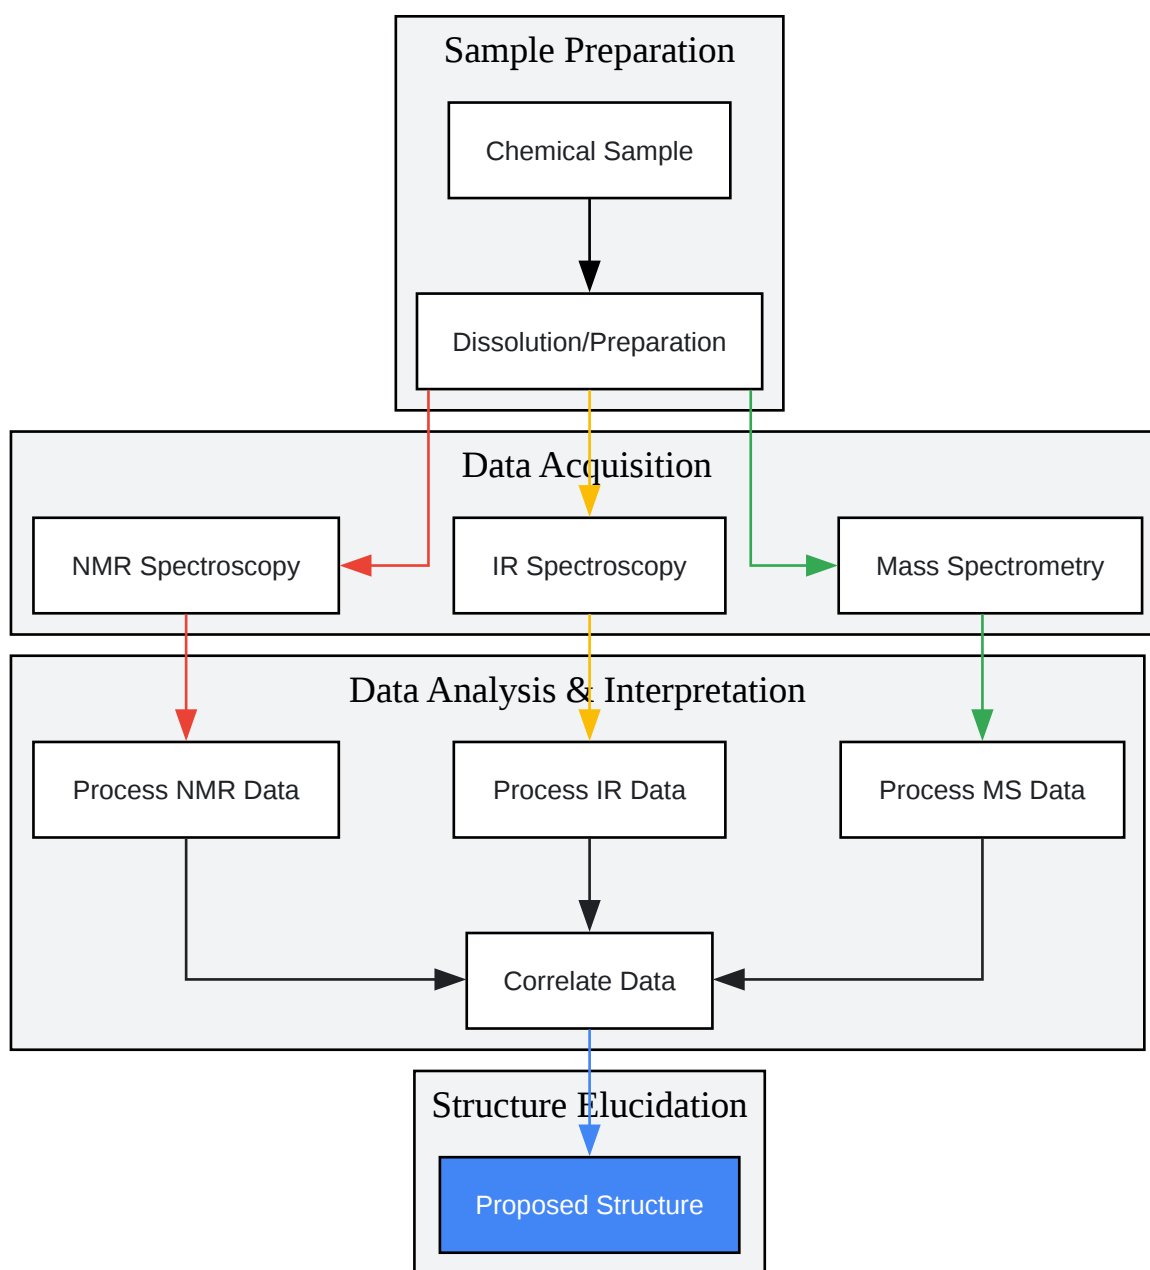 Sample Preparation
Chemical Sample
Dissolution/Preparation
Data Acquisition
NMR Spectroscopy
IR Spectroscopy
Mass Spectrometry
Data Analysis & Interpretation
Process NMR Data
Process IR Data
Process MS Data
Correlate Data
Structure Elucidation
Proposed Structure